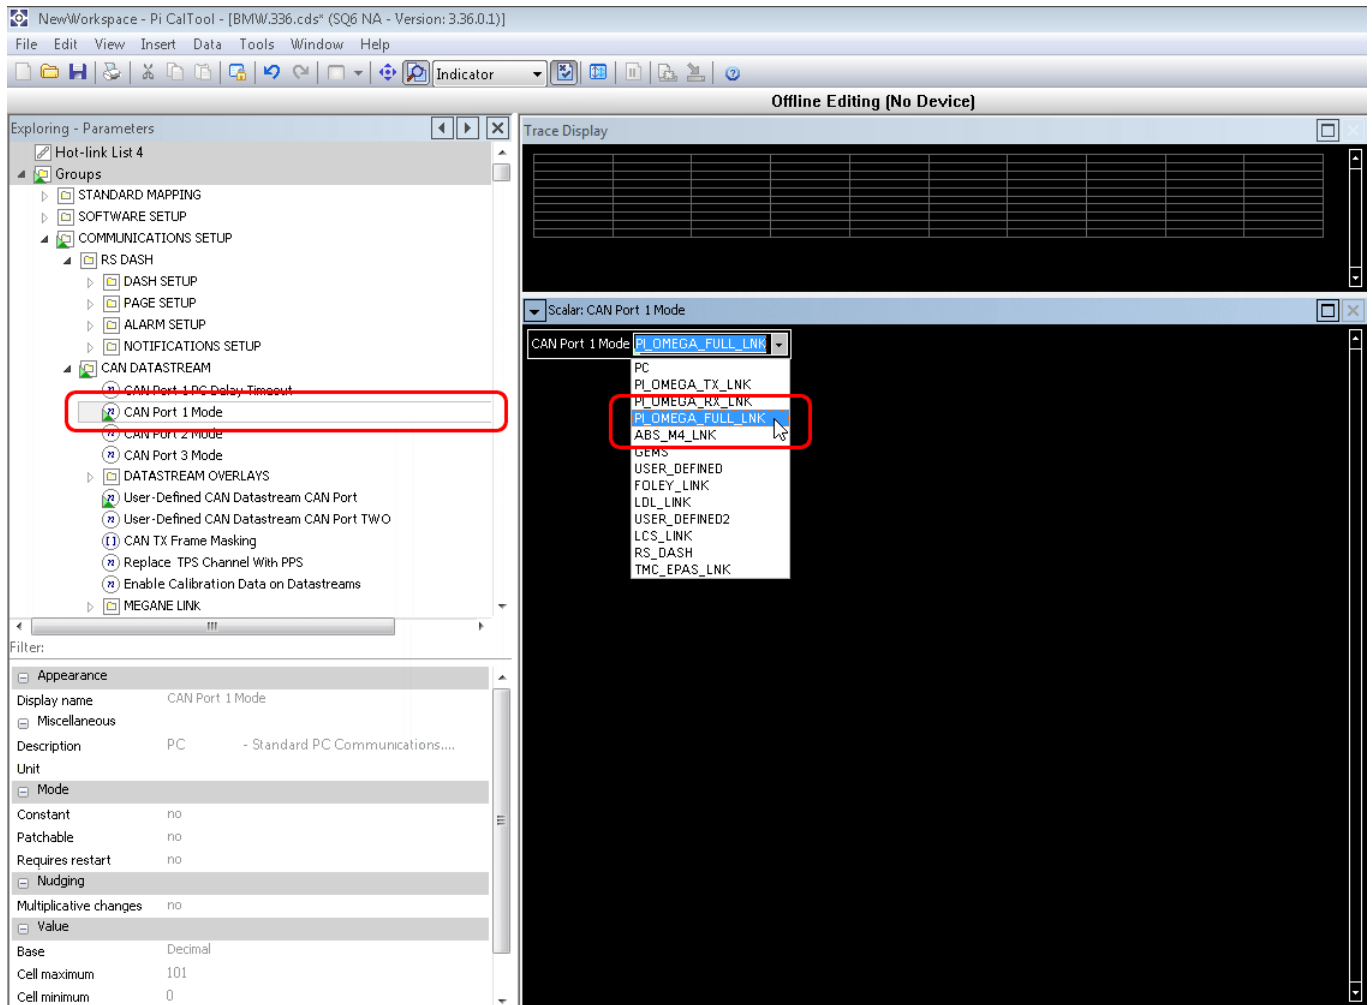 NewWorkspace - Pi CalTool - [BMW.336.cds* (SQ6 NA - Version: 3.36.0.1)]
File Edit View Insert Data Tools Window Help
Indicator
Offline Editing (No Device)
Exploring - Parameters
Hot-link List 4
Groups
STANDARD MAPPING
SOFTWARE SETUP
COMMUNICATIONS SETUP
RS DASH
DASH SETUP
PAGE SETUP
ALARM SETUP
NOTIFICATIONS SETUP
CAN DATASTREAM
CAN Port 1 PC Delay Timeout
CAN Port 1 Mode
CAN Port 2 Mode
CAN Port 3 Mode
DATASTREAM OVERLAYS
User-Defined CAN Datastream CAN Port
User-Defined CAN Datastream CAN Port TWO
CAN TX Frame Masking
Replace TPS Channel With PPS
Enable Calibration Data on Datastreams
MEGANE LINK
Filter:
Appearance
Display name CAN Port 1 Mode
Miscellaneous
Description PC - Standard PC Communications....
Unit
Mode
Constant no
Patchable no
Requires restart no
Nudging
Multiplicative changes no
Value
Base Decimal
Cell maximum 101
Cell minimum 0
Trace Display
Scalar: CAN Port 1 Mode
CAN Port 1 Mode PI_OMEGA_FULL_LNK
PC
PI_OMEGA_TX_LNK
PI_OMEGA_RX_LNK
PI_OMEGA_FULL_LNK
ABS_M4_LNK
GEMS
USER_DEFINED
FOLEY_LINK
LDL_LINK
USER_DEFINED2
LCS_LINK
RS_DASH
TMC_EPAS_LNK